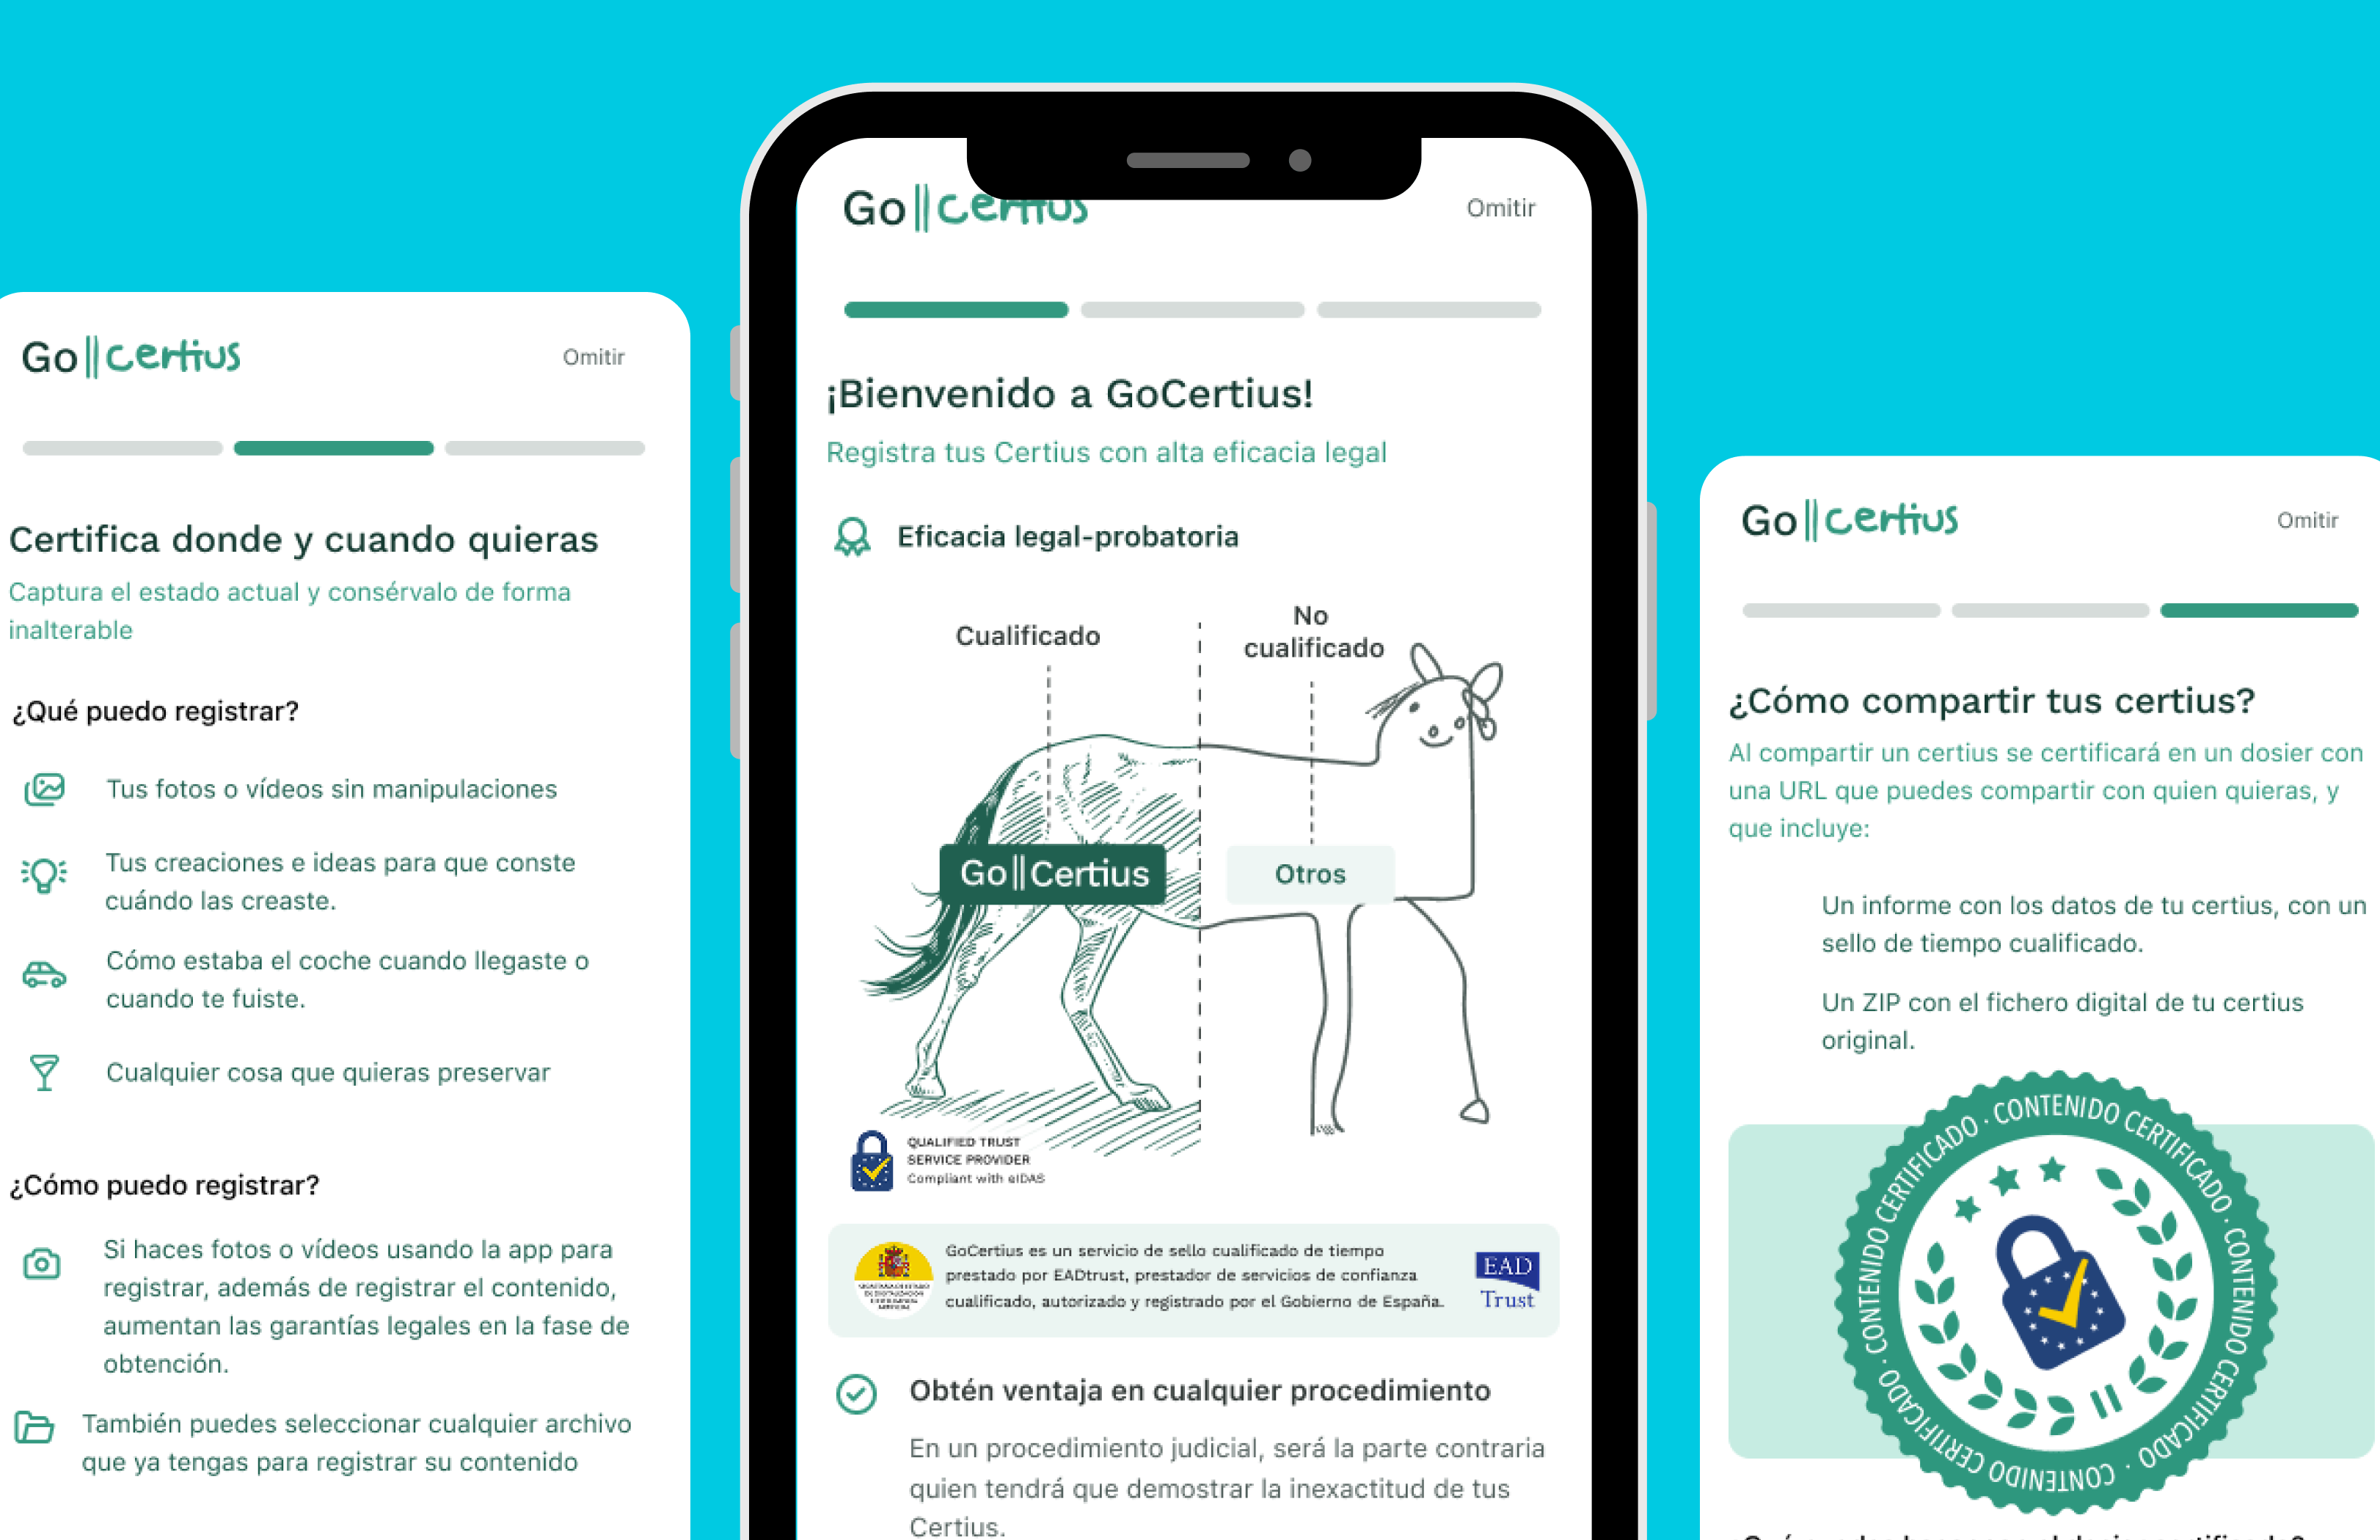 Go||certius
Omitir
Certifica donde y cuando quieras
Captura el estado actual y consérvalo de forma
inalterable
¿Qué puedo registrar?
Tus fotos o vídeos sin manipulaciones
Tus creaciones e ideas para que conste
cuándo las creaste.
Cómo estaba el coche cuando llegaste o
cuando te fuiste.
Cualquier cosa que quieras preservar
¿Cómo puedo registrar?
Si haces fotos o vídeos usando la app para
registrar, además de registrar el contenido,
aumentan las garantías legales en la fase de
obtención.
También puedes seleccionar cualquier archivo
que ya tengas para registrar su contenido
Go||certius
Omitir
¡Bienvenido a GoCertius!
Registra tus Certius con alta eficacia legal
Eficacia legal-probatoria
Cualificado
No
cualificado
Go||Certius
Otros
QUALIFIED TRUST
SERVICE PROVIDER
Compliant with eIDAS
GoCertius es un servicio de sello cualificado de tiempo
prestado por EADtrust, prestador de servicios de confianza
cualificado, autorizado y registrado por el Gobierno de España.
EAD
Trust
Obtén ventaja en cualquier procedimiento
En un procedimiento judicial, será la parte contraria
quien tendrá que demostrar la inexactitud de tus
Certius.
Go||certius
Omitir
¿Cómo compartir tus certius?
Al compartir un certius se certificará en un dosier con
una URL que puedes compartir con quien quieras, y
que incluye:
Un informe con los datos de tu certius, con un
sello de tiempo cualificado.
Un ZIP con el fichero digital de tu certius
original.
CONTENIDO CERTIFICADO · CONTENIDO CERTIFICADO · CONTENIDO CERTIFICADO · CONTENIDO CERTIFICADO ·